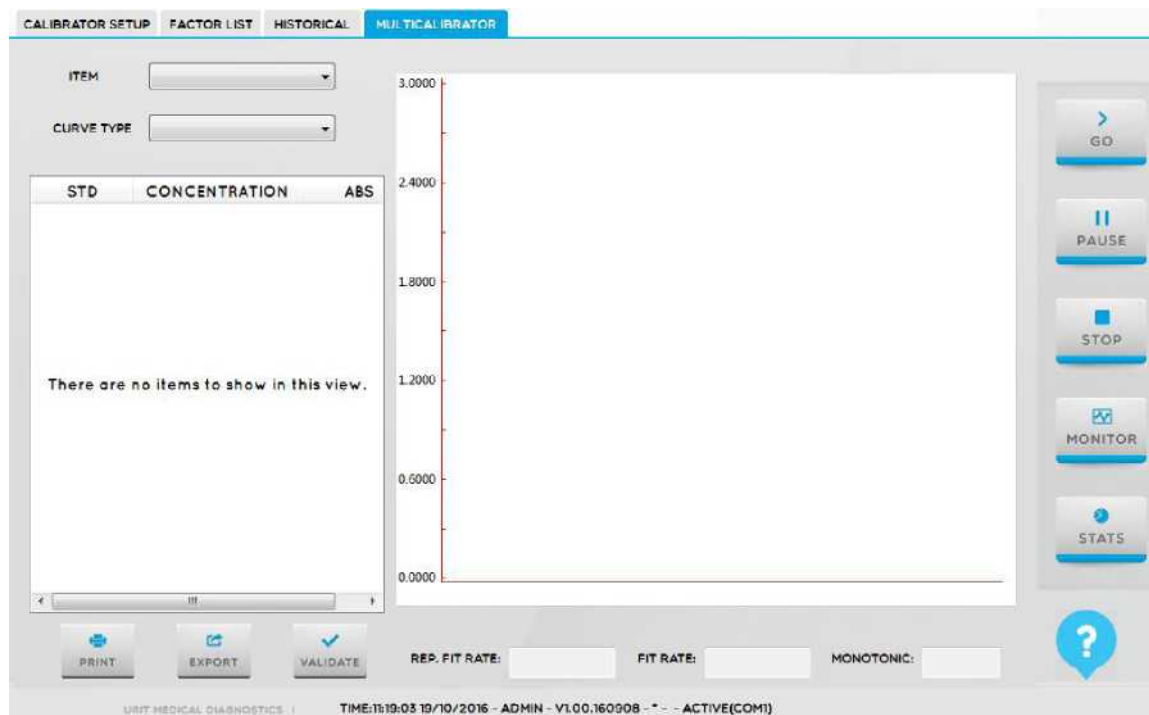 CALIBRATOR SETUP FACTOR LIST HISTORICAL MULTICALIBRATOR
ITEM
CURVE TYPE
STD CONCENTRATION ABS
There are no items to show in this view.
3.0000
2.4000
1.8000
1.2000
0.6000
0.0000
PRINT EXPORT VALIDATE
REP. FIT RATE: FIT RATE: MONOTONIC:
GO
PAUSE
STOP
MONITOR
STATS
?
URIT MEDICAL DIAGNOSTICS |
TIME:11:19:03 19/10/2016 - ADMIN - V1.00.160908 - * - - ACTIVE(COM1)